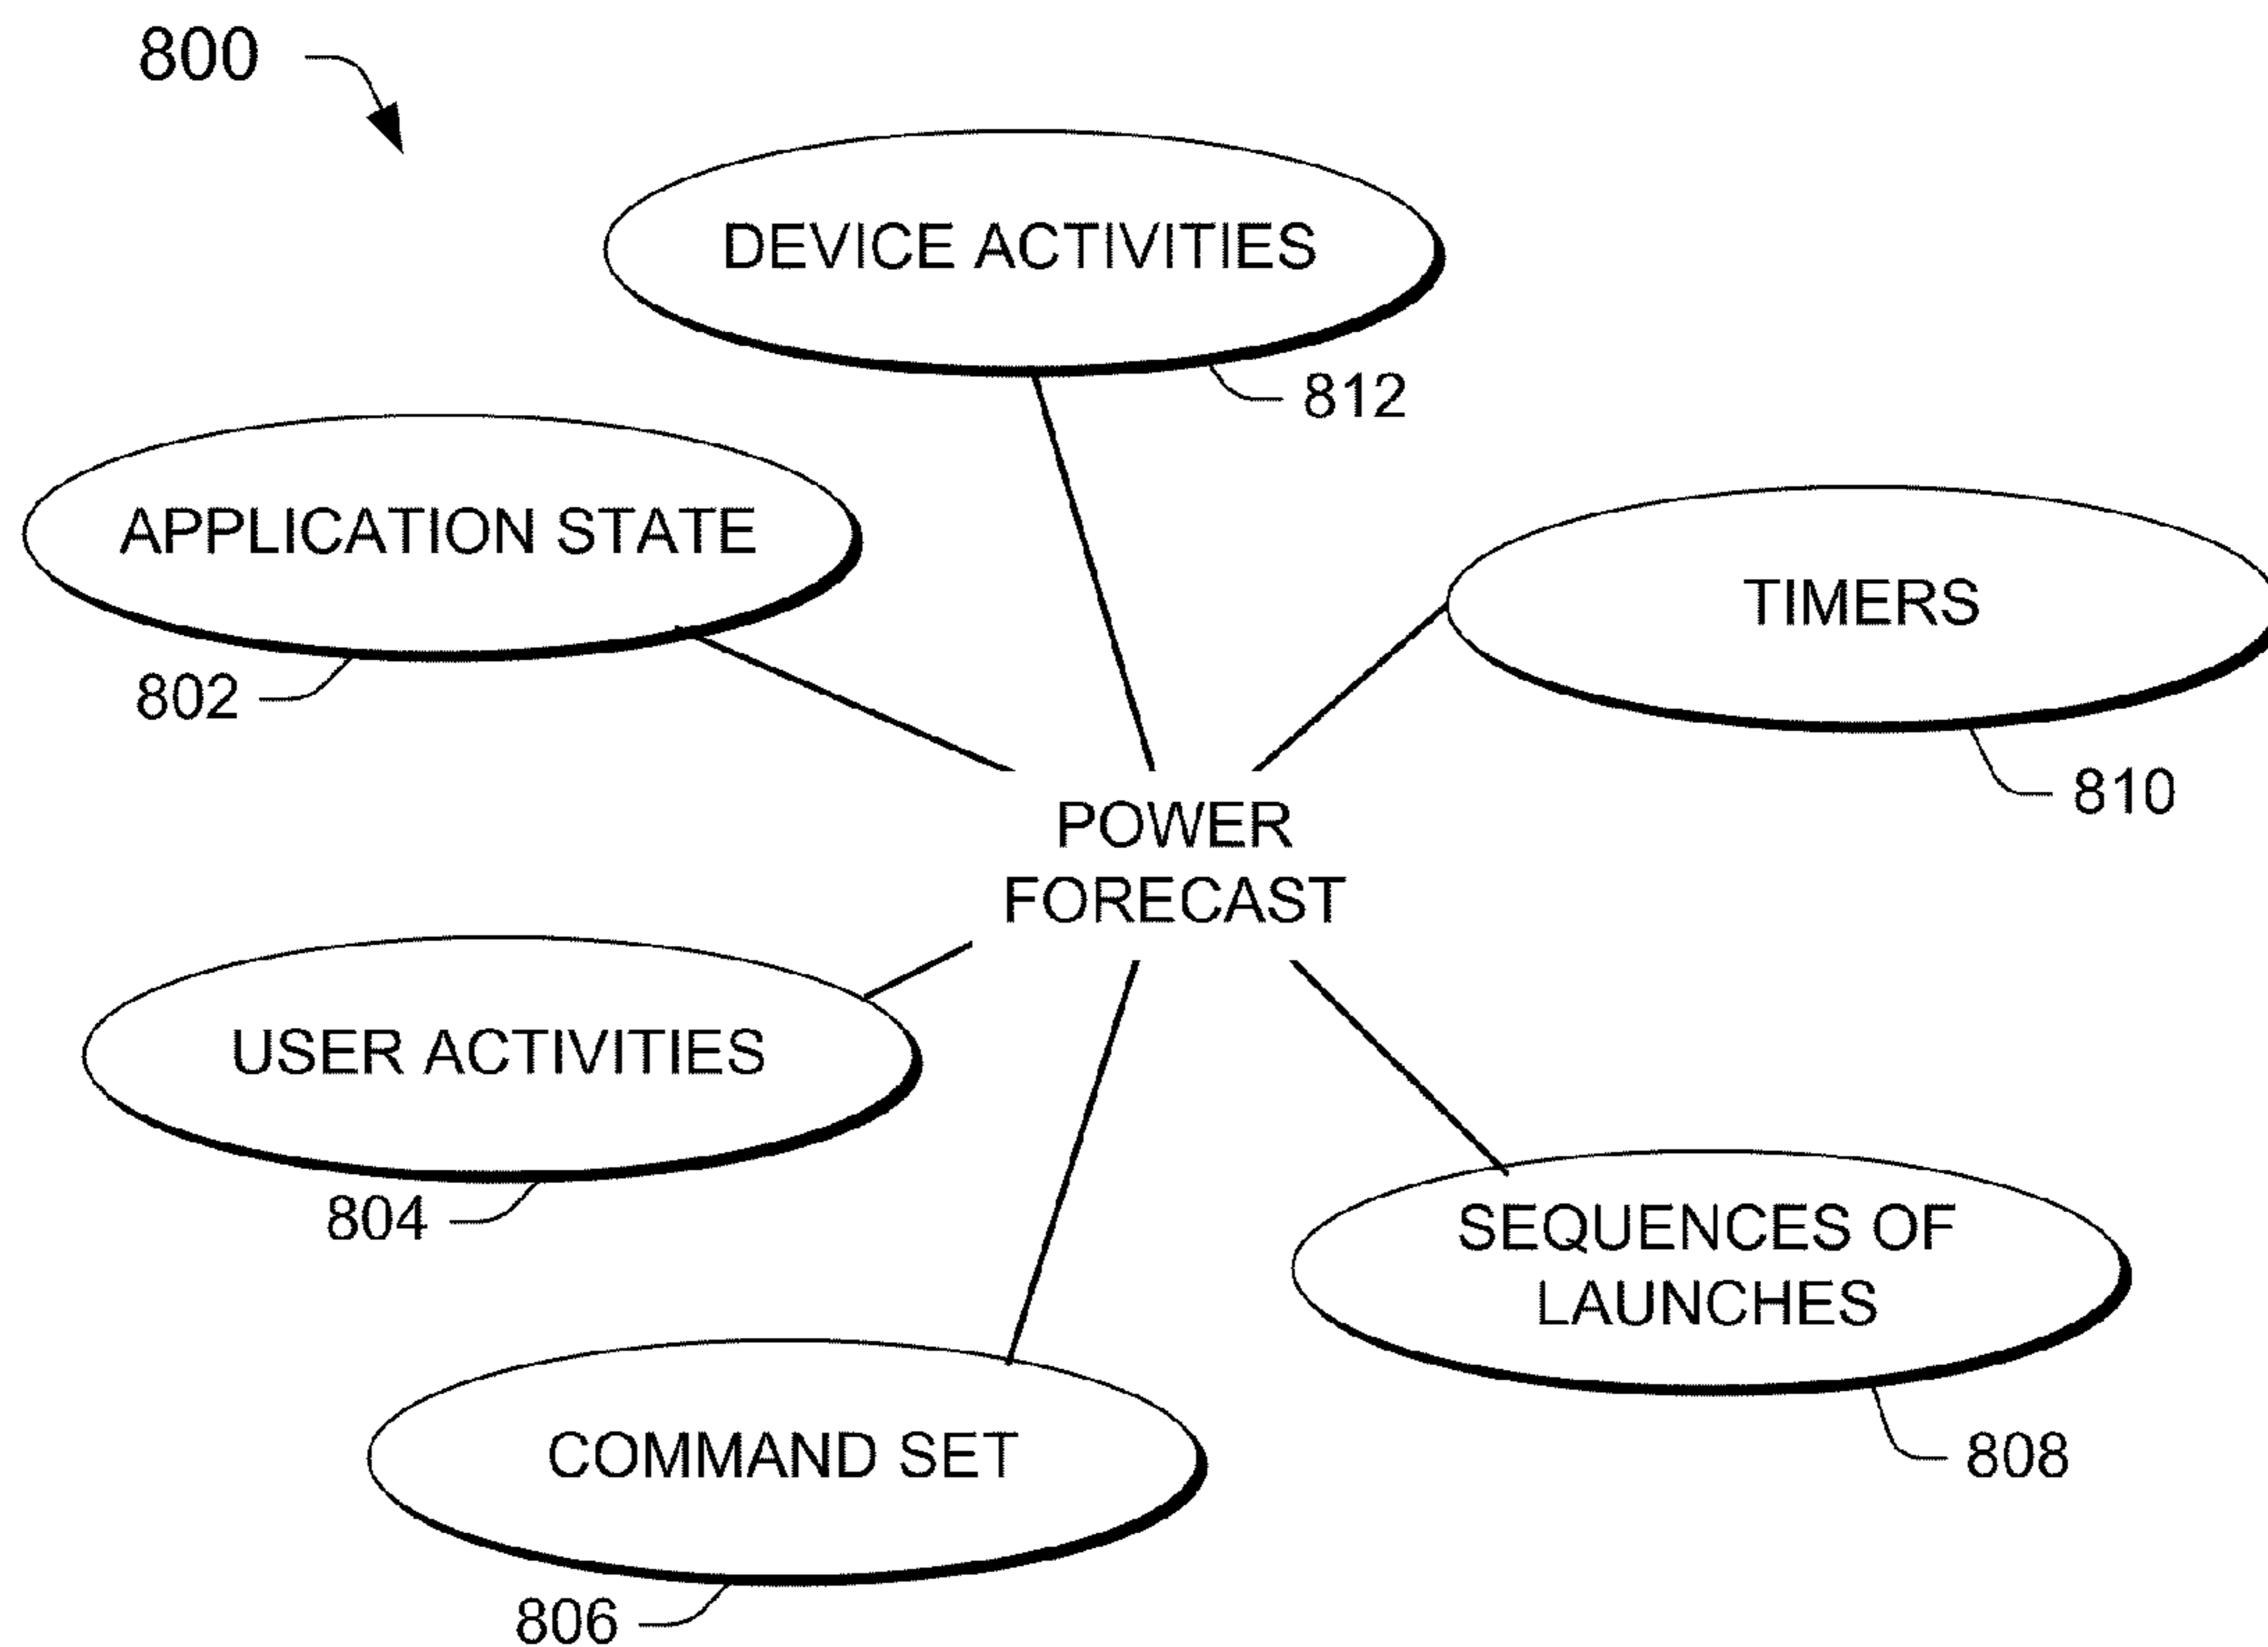 800
DEVICE ACTIVITIES
812
APPLICATION STATE
802
TIMERS
810
POWER
FORECAST
USER ACTIVITIES
804
SEQUENCES OF
LAUNCHES
808
COMMAND SET
806